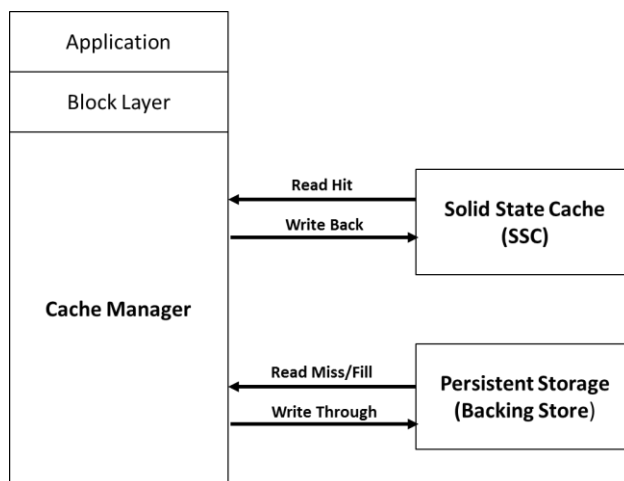 Application
Block Layer
Cache Manager
Read Hit
Write Back
Solid State Cache
(SSC)
Read Miss/Fill
Write Through
Persistent Storage
(Backing Store)